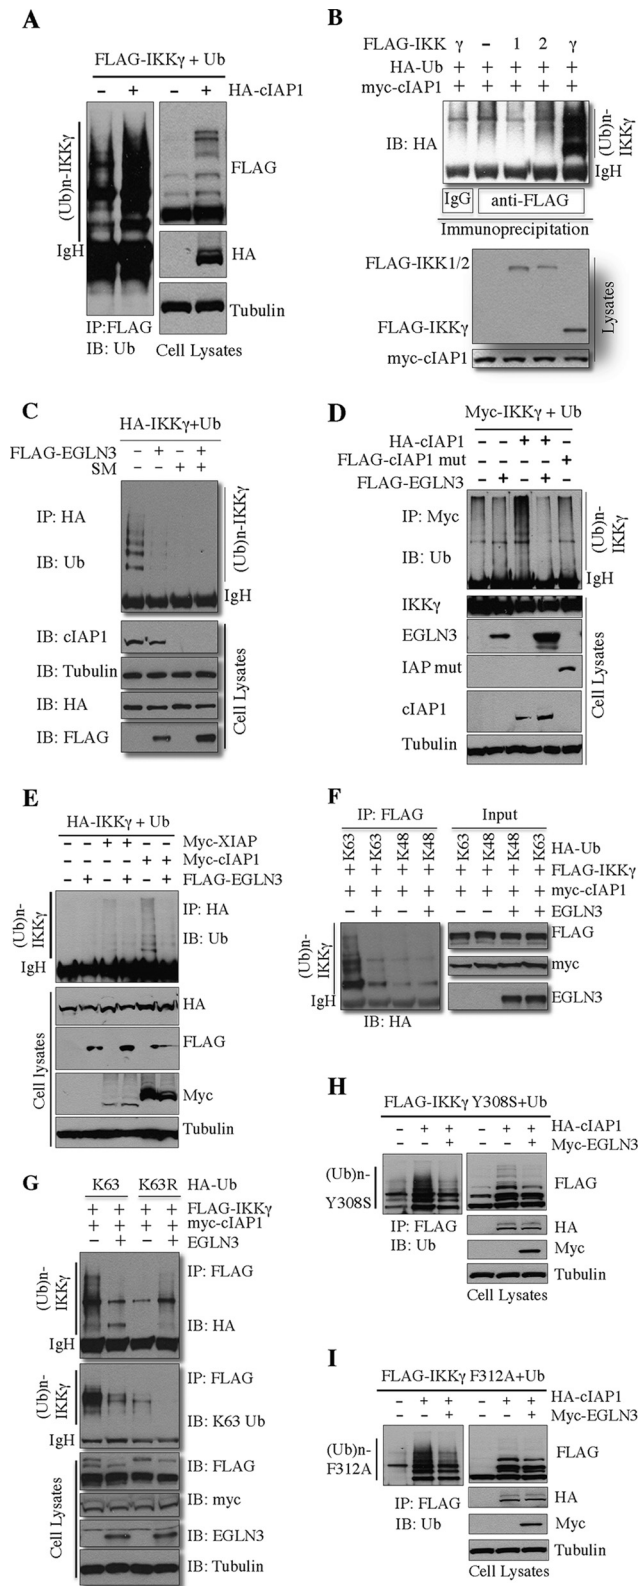 A
FLAG-IKKγ + Ub
– + – + HA-cIAP1
(Ub)n-IKKγ
FLAG
IgH
HA
Tubulin
IP:FLAG
IB: Ub
Cell Lysates
B
FLAG-IKK γ – 1 2 γ
HA-Ub + + + + +
myc-cIAP1 + + + + +
IB: HA
(Ub)n-
IKKγ
IgH
IgG anti-FLAG
Immunoprecipitation
FLAG-IKK1/2
FLAG-IKKγ
myc-cIAP1
Lysates
C
HA-IKKγ+Ub
FLAG-EGLN3 – + – +
SM – – + +
IP: HA
IB: Ub
(Ub)n-IKKγ
IgH
IB: cIAP1
IB: Tubulin
IB: HA
IB: FLAG
Cell Lysates
D
Myc-IKKγ + Ub
HA-cIAP1 – – + + –
FLAG-cIAP1 mut – – – – +
FLAG-EGLN3 – + – + –
IP: Myc
IB: Ub
(Ub)n-
IKKγ
IgH
IKKγ
EGLN3
IAP mut
cIAP1
Tubulin
Cell Lysates
E
HA-IKKγ + Ub
– – + + – – Myc-XIAP
– – – – + + Myc-cIAP1
– + – + – + FLAG-EGLN3
(Ub)n-
IKKγ
IP: HA
IB: Ub
IgH
HA
FLAG
Myc
Tubulin
Cell lysates
F
IP: FLAG Input
K63 K63 K48 K48 K63 K48 K48 K63 HA-Ub
+ + + + + + + + FLAG-IKKγ
+ + + + + + + + myc-cIAP1
– + – + – – + + EGLN3
(Ub)n-
IKKγ
IgH
IB: HA
FLAG
myc
EGLN3
G
K63 K63R HA-Ub
+ + + + FLAG-IKKγ
+ + + + myc-cIAP1
– + – + EGLN3
(Ub)n-
IKKγ
IP: FLAG
IB: HA
IgH
(Ub)n-
IKKγ
IP: FLAG
IB: K63 Ub
IgH
IB: FLAG
IB: myc
IB: EGLN3
IB: Tubulin
Cell Lysates
H
FLAG-IKKγ Y308S+Ub
– + + – + + HA-cIAP1
– – + – – + Myc-EGLN3
(Ub)n-
Y308S
FLAG
IP: FLAG
IB: Ub
HA
Myc
Tubulin
Cell Lysates
I
FLAG-IKKγ F312A+Ub
– + + – + + HA-cIAP1
– – + – – + Myc-EGLN3
(Ub)n-
F312A
FLAG
IP: FLAG
IB: Ub
HA
Myc
Tubulin
Cell Lysates